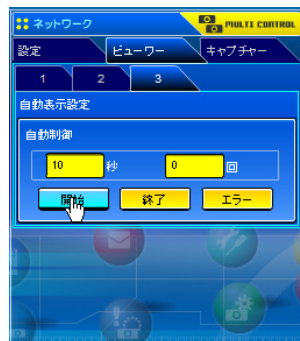 ネットワーク
MULTI CONTROL
設定 ビューワー キャプチャー
1 2 3
自動表示設定
自動制御
10 秒 0 回
開始 終了 エラー